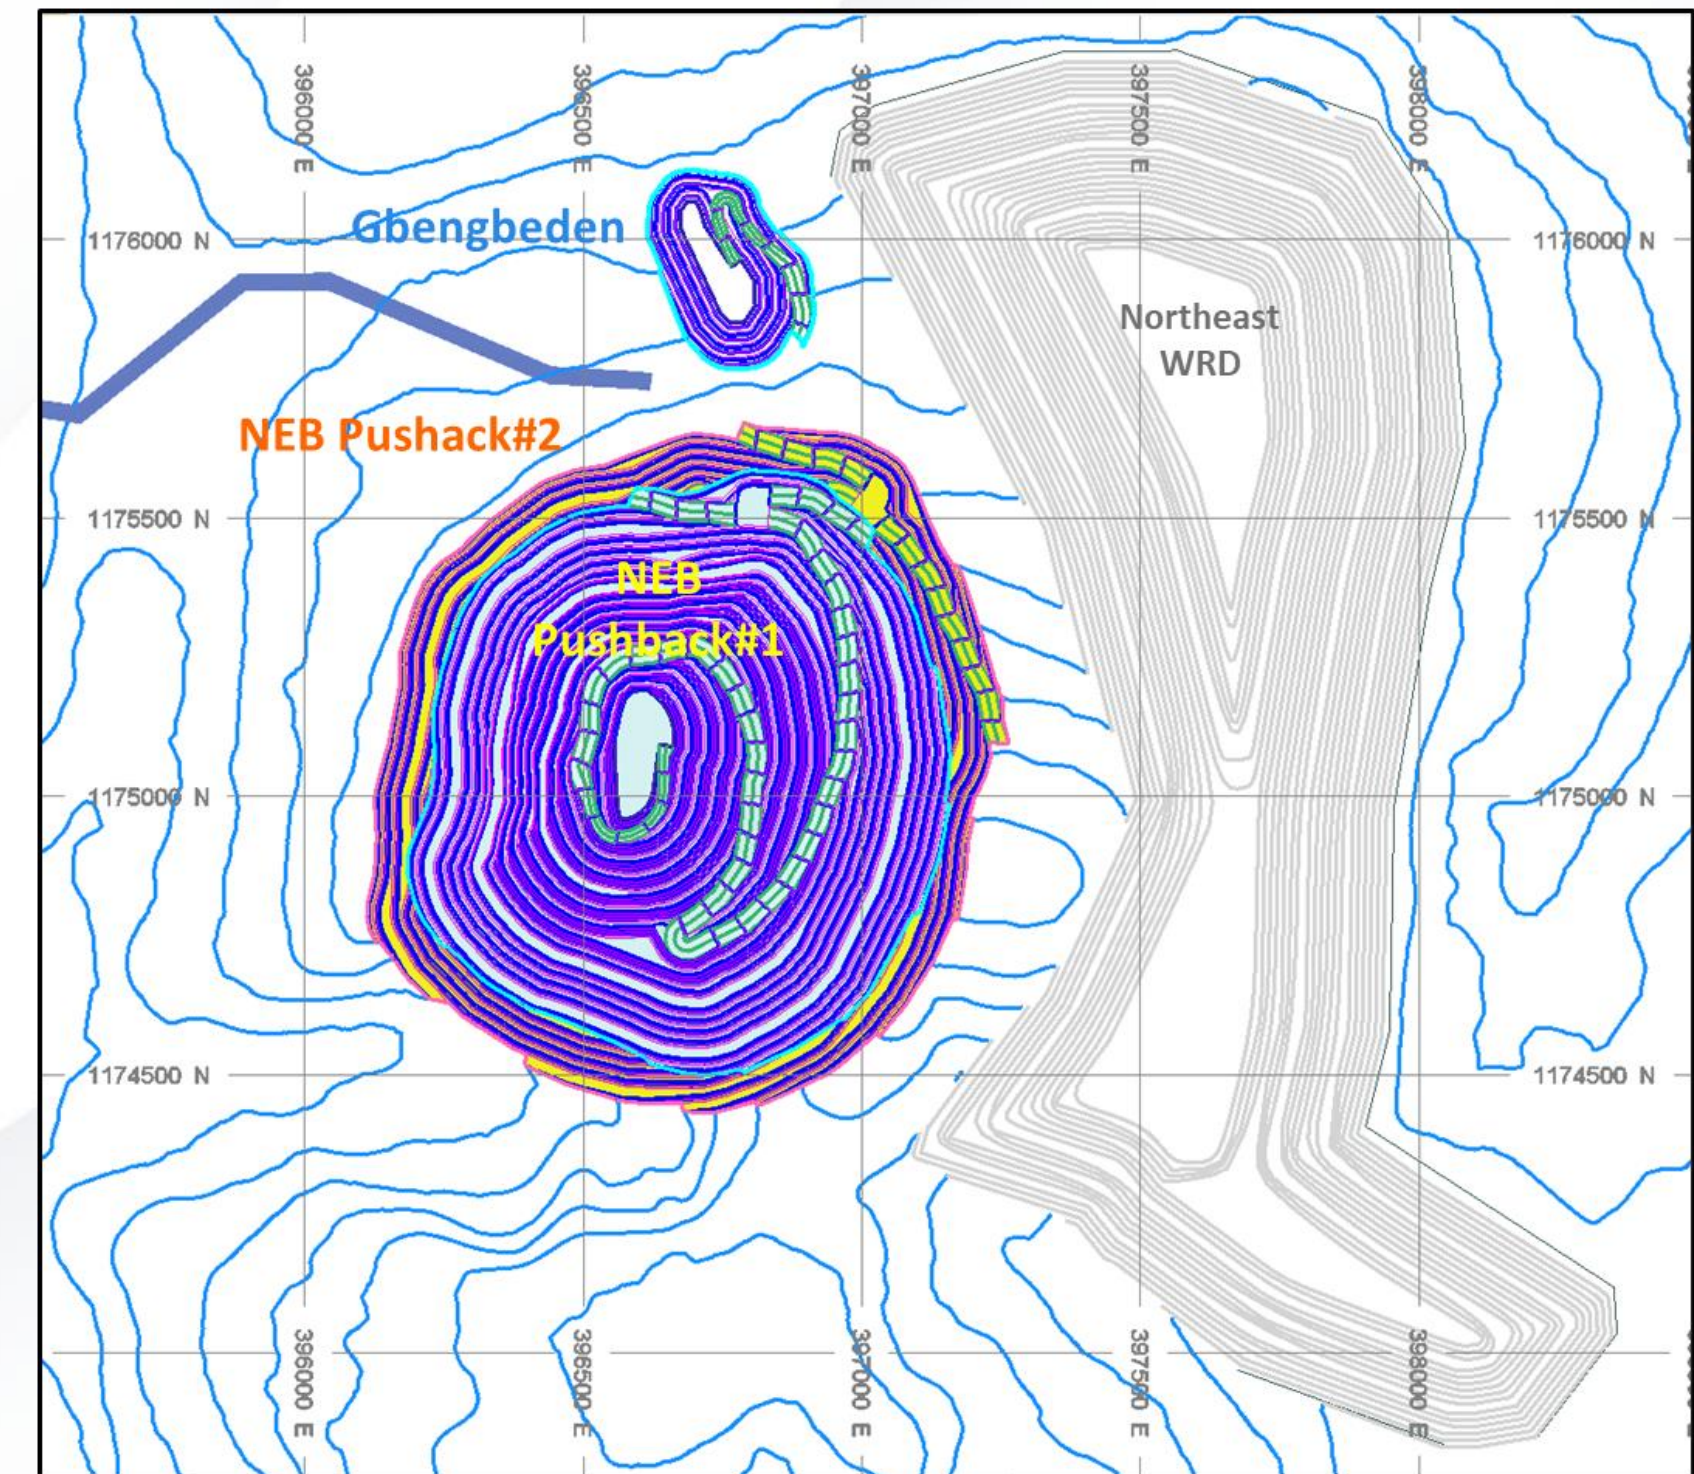 396000 E
396500 E
397000 E
397500 E
398000 E
Gbengbeden
1176000 N
1176000 N
Northeast
WRD
NEB Pushack#2
1175500 N
1175500 N
NEB
Pushback#1
1175000 N
1175000 N
1174500 N
1174500 N
396000 E
396500 E
397000 E
397500 E
398000 E